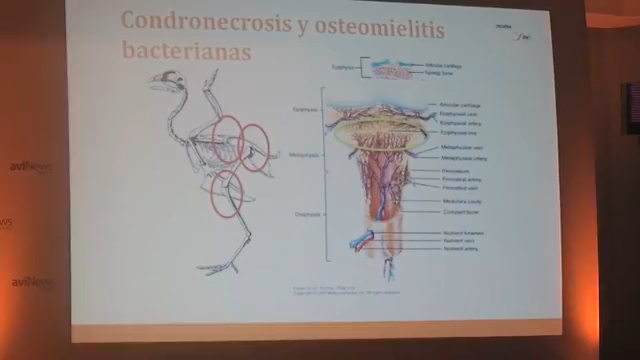 Condronecrosis y osteomielitis
bacterianas
Epiphysis
Articular cartilage
Spongy bone
Epiphysis
Articular cartilage
Epiphyseal vein
Epiphyseal artery
Epiphyseal line
Metaphysis
Metaphyseal vein
Metaphyseal artery
Periosteum
Periosteal artery
Periosteal vein
Medullary cavity
Compact bone
Diaphysis
Nutrient foramen
Nutrient vein
Nutrient artery
aviNews
WS
aviNews